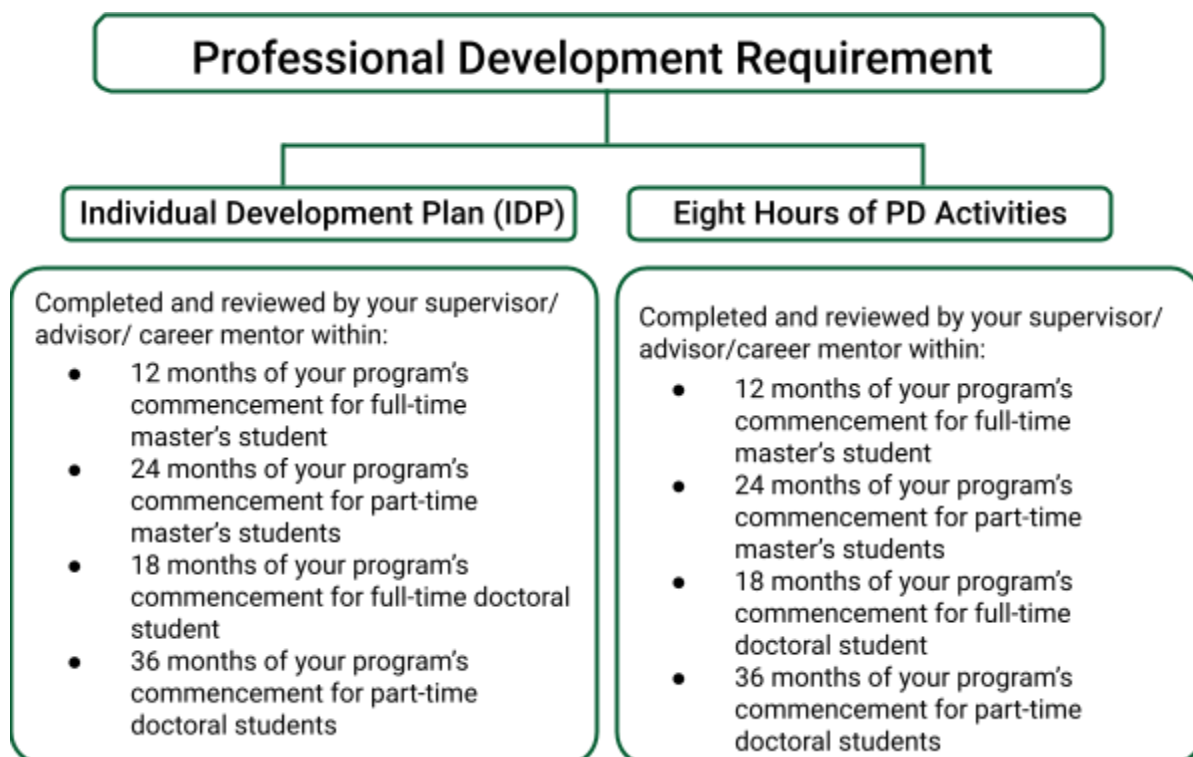 Professional Development Requirement
Individual Development Plan (IDP)
Completed and reviewed by your supervisor/
advisor/ career mentor within:
● 12 months of your program’s
commencement for full-time
master’s student
● 24 months of your program’s
commencement for part-time
master’s students
● 18 months of your program’s
commencement for full-time doctoral
student
● 36 months of your program’s
commencement for part-time
doctoral students
Eight Hours of PD Activities
Completed and reviewed by your supervisor/
advisor/career mentor within:
● 12 months of your program’s
commencement for full-time
master’s student
● 24 months of your program’s
commencement for part-time
master’s students
● 18 months of your program’s
commencement for full-time
doctoral student
● 36 months of your program’s
commencement for part-time
doctoral students